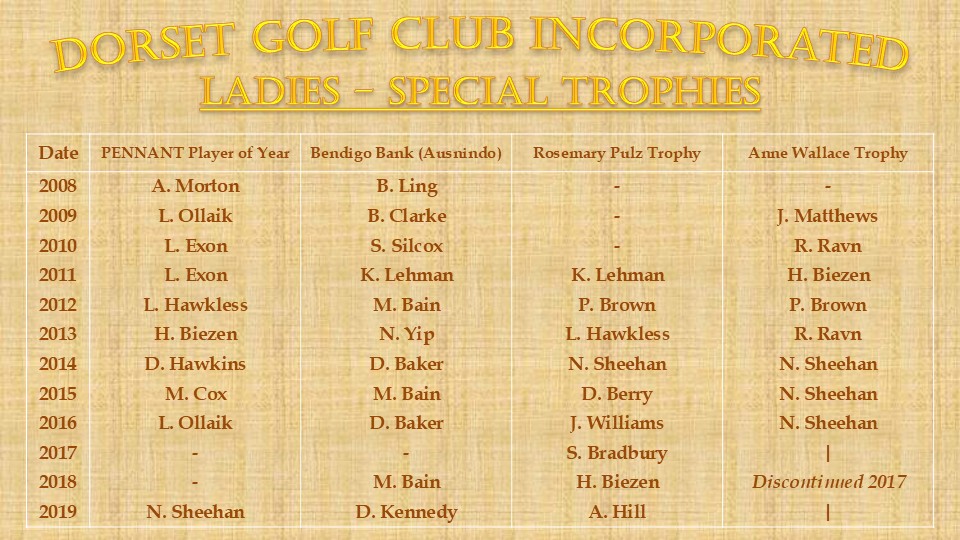 DORSET GOLF CLUB INCORPORATED
LADIES – SPECIAL TROPHIES
Date PENNANT Player of Year Bendigo Bank (Ausnindo) Rosemary Pulz Trophy Anne Wallace Trophy
2008 A. Morton B. Ling - -
2009 L. Ollaik B. Clarke - J. Matthews
2010 L. Exon S. Silcox - R. Ravn
2011 L. Exon K. Lehman K. Lehman H. Biezen
2012 L. Hawkless M. Bain P. Brown P. Brown
2013 H. Biezen N. Yip L. Hawkless R. Ravn
2014 D. Hawkins D. Baker N. Sheehan N. Sheehan
2015 M. Cox M. Bain D. Berry N. Sheehan
2016 L. Ollaik D. Baker J. Williams N. Sheehan
2017 - - S. Bradbury |
2018 - M. Bain H. Biezen Discontinued 2017
2019 N. Sheehan D. Kennedy A. Hill |